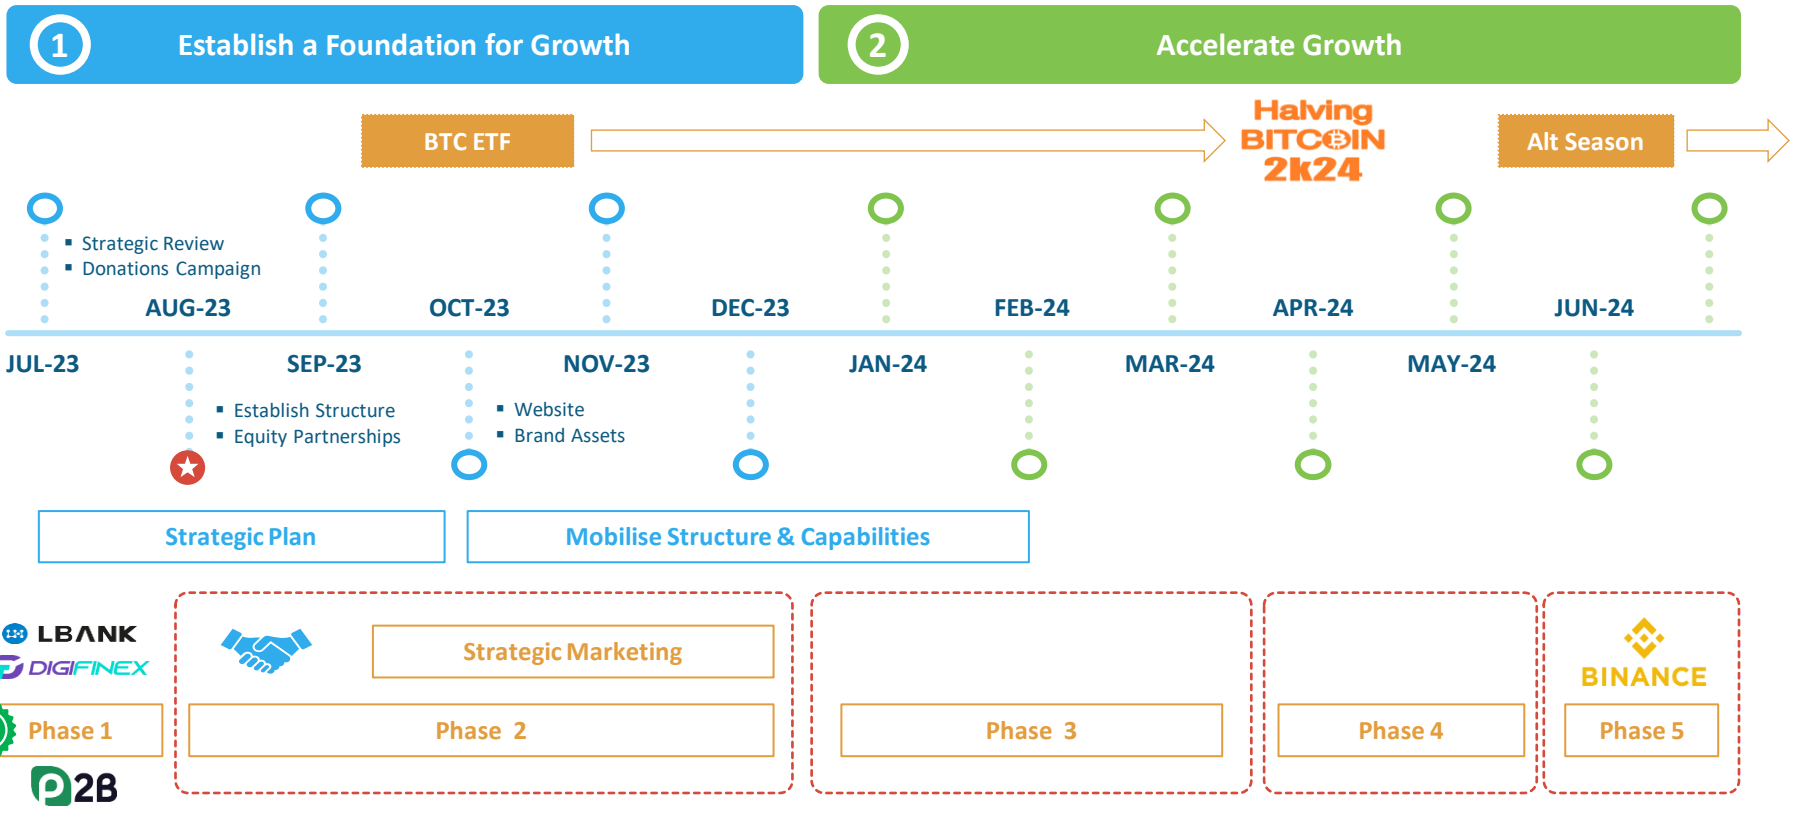 1 Establish a Foundation for Growth
2 Accelerate Growth
BTC ETF
Halving
BITCOIN
2k24
Alt Season
▪ Strategic Review
▪ Donations Campaign
AUG-23
OCT-23
DEC-23
FEB-24
APR-24
JUN-24
JUL-23
SEP-23
NOV-23
JAN-24
MAR-24
MAY-24
▪ Establish Structure
▪ Equity Partnerships
▪ Website
▪ Brand Assets
Strategic Plan
Mobilise Structure & Capabilities
LBANK
DIGIFINEX
Strategic Marketing
BINANCE
Phase 1
Phase 2
Phase 3
Phase 4
Phase 5
P2B